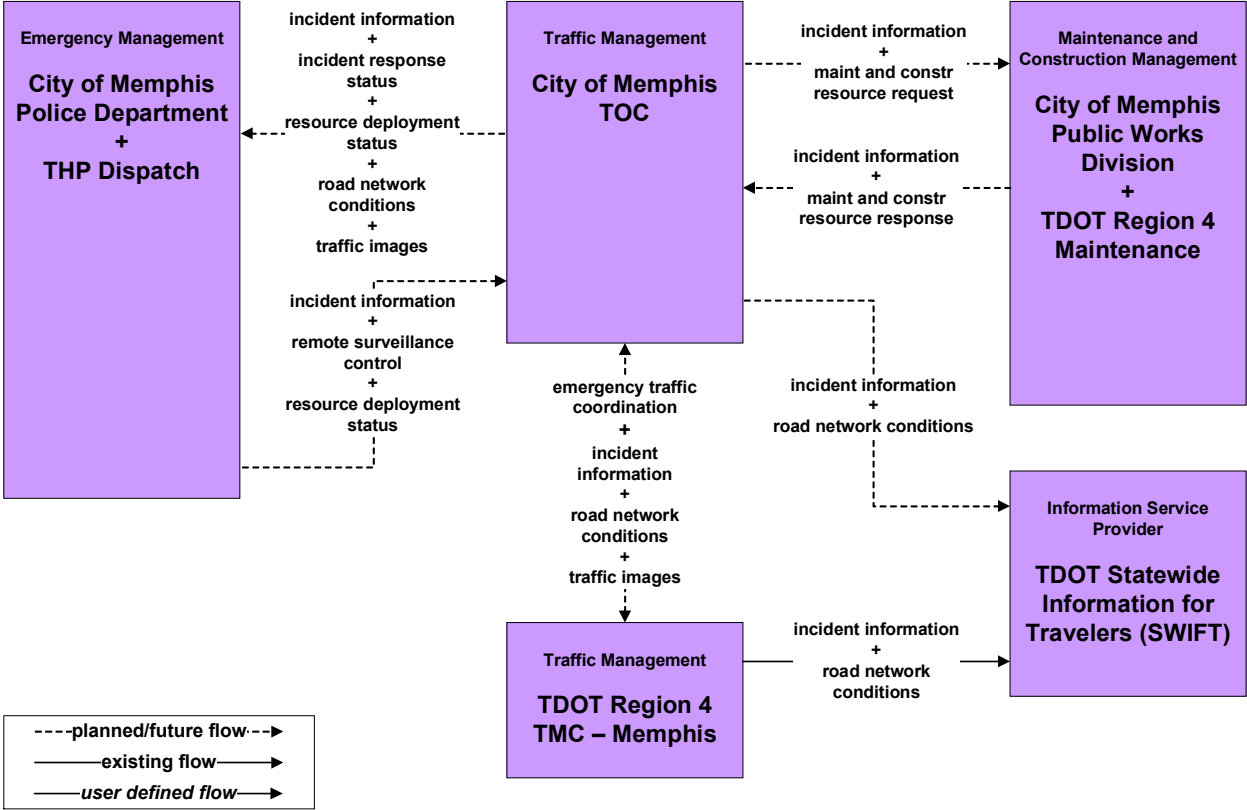 Emergency Management
City of Memphis
Police Department
+
THP Dispatch
incident information
+
incident response
status
+
resource deployment
status
+
road network
conditions
+
traffic images
incident information
+
remote surveillance
control
+
resource deployment
status
Traffic Management
City of Memphis
TOC
incident information
+
maint and constr
resource request
incident information
+
maint and constr
resource response
Maintenance and
Construction Management
City of Memphis
Public Works
Division
+
TDOT Region 4
Maintenance
emergency traffic
coordination
+
incident
information
+
road network
conditions
+
traffic images
incident information
+
road network conditions
Information Service
Provider
TDOT Statewide
Information for
Travelers (SWIFT)
Traffic Management
TDOT Region 4
TMC – Memphis
incident information
+
road network
conditions
planned/future flow
existing flow
user defined flow